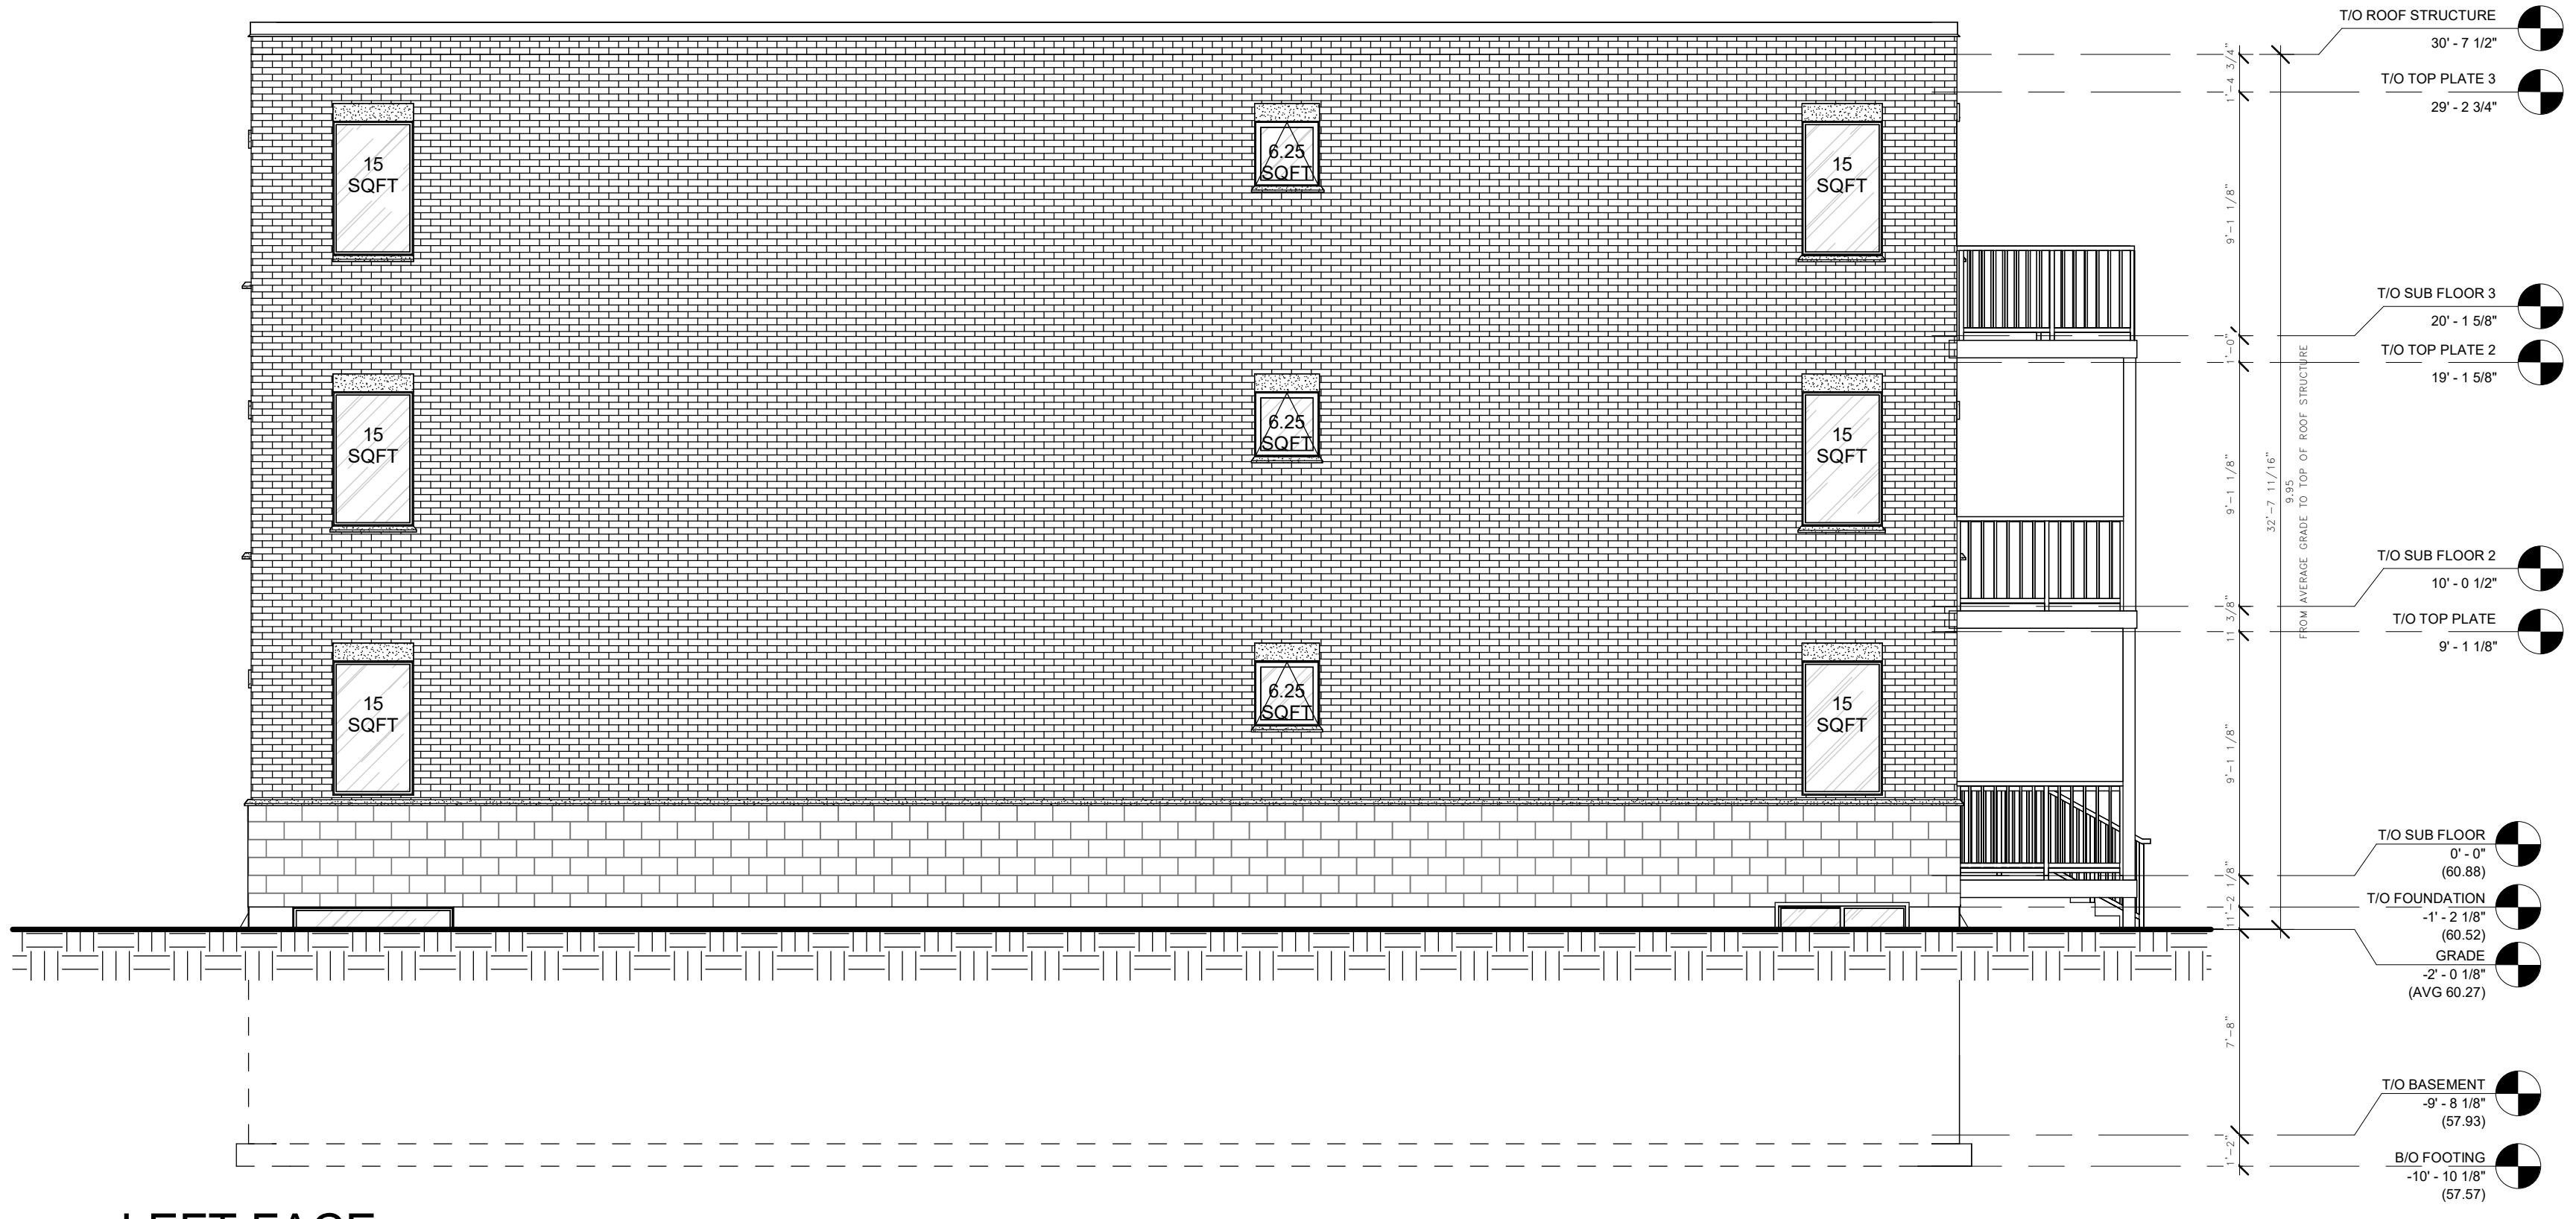 T/O ROOF STRUCTURE
30' - 7 1/2"
T/O TOP PLATE 3
29' - 2 3/4"
1'-4 3/4"
15
SQFT
6.25
SQFT
15
SQFT
9'-1 1/8"
T/O SUB FLOOR 3
20' - 1 5/8"
1'-0"
T/O TOP PLATE 2
19' - 1 5/8"
15
SQFT
6.25
SQFT
15
SQFT
9'-1 1/8"
32'-7 11/16"
9.95
FROM AVERAGE GRADE TO TOP OF ROOF STRUCTURE
T/O SUB FLOOR 2
10' - 0 1/2"
11 3/8"
T/O TOP PLATE
9' - 1 1/8"
15
SQFT
6.25
SQFT
15
SQFT
9'-1 1/8"
T/O SUB FLOOR
0' - 0"
(60.88)
1'-2 1/8"
T/O FOUNDATION
-1' - 2 1/8"
(60.52)
GRADE
-2' - 0 1/8"
(AVG 60.27)
7'-8"
T/O BASEMENT
-9' - 8 1/8"
(57.93)
1'-2"
B/O FOOTING
-10' - 10 1/8"
(57.57)
LEFT FACE